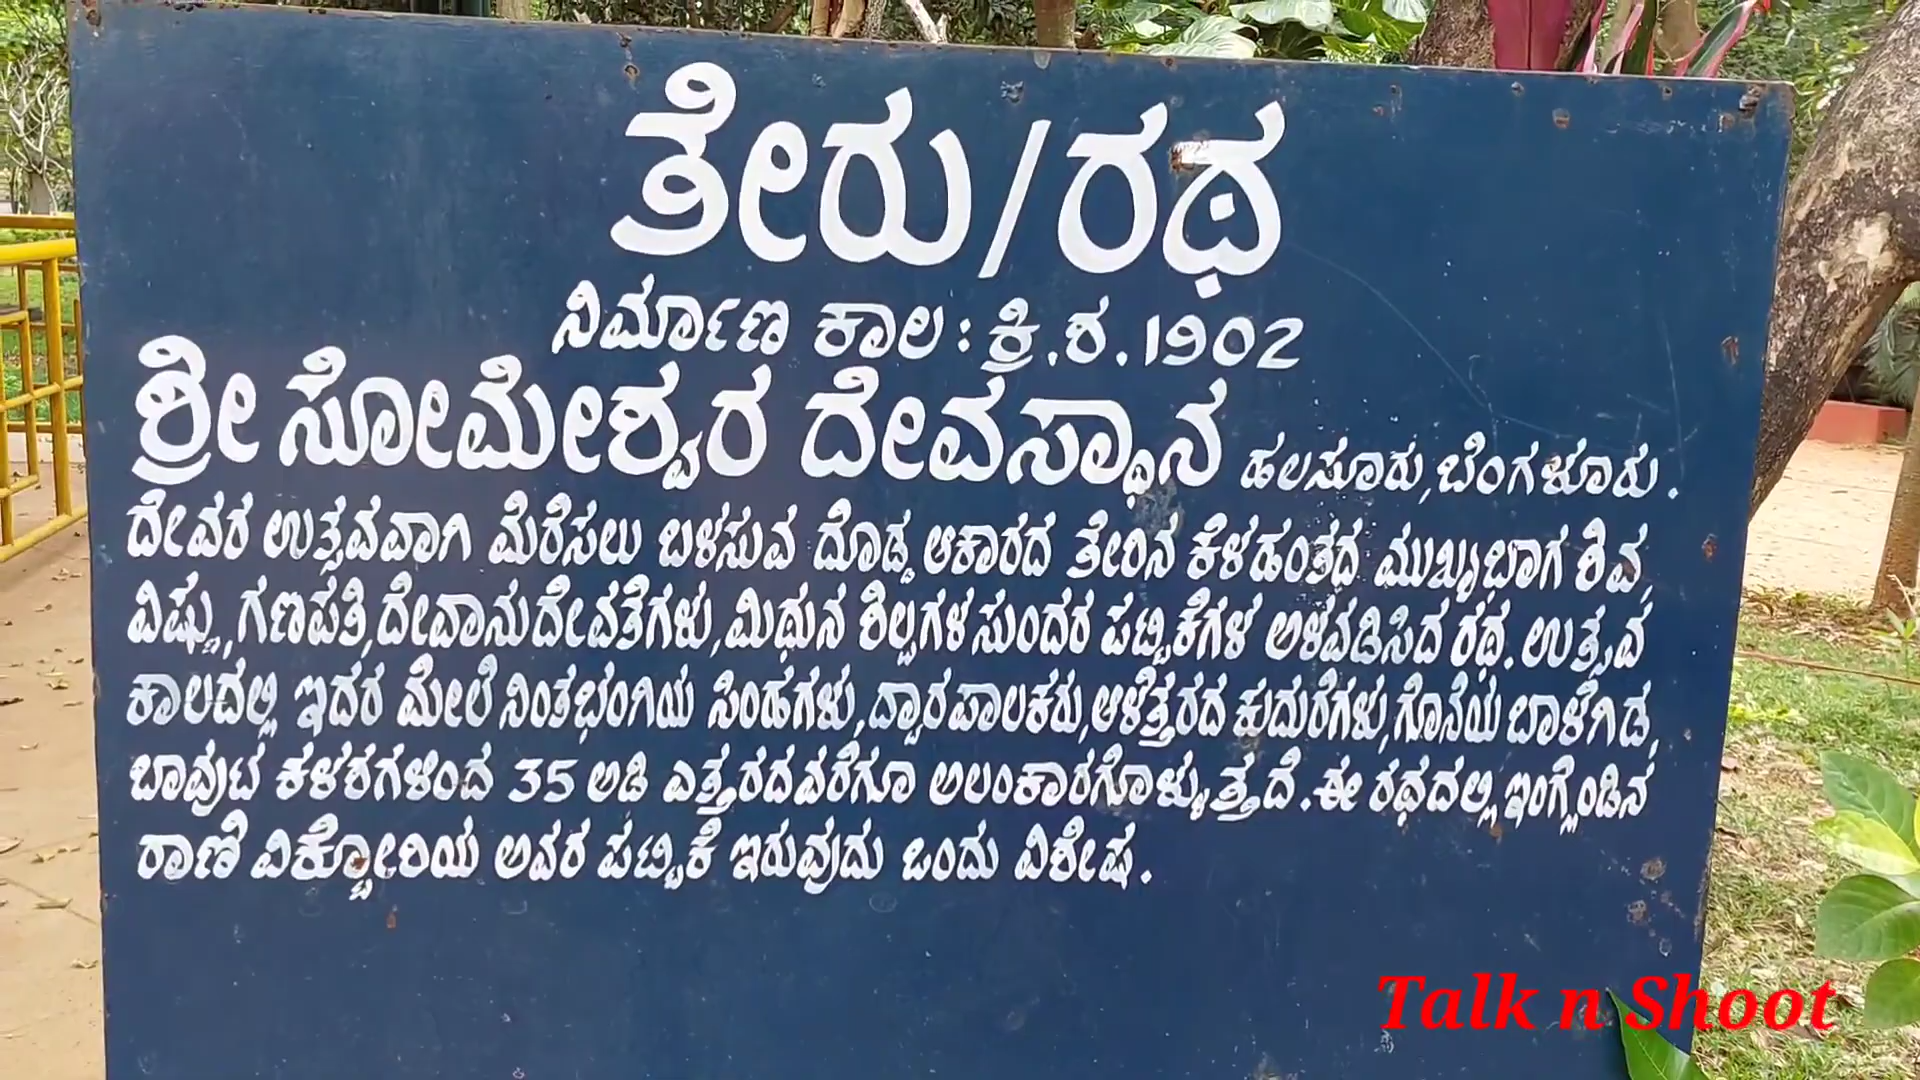 ತೇರು/ರಥ
ನಿರ್ಮಾಣ ಕಾಲ: ಕ್ರಿ.ಶ.1902
ಶ್ರೀ ಸೋಮೇಶ್ವರ ದೇವಸ್ಥಾನ ಹಲಸೂರು, ಬೆಂಗಳೂರು.
ದೇವರ ಉತ್ಸವವಾಗಿ ಮೆರೆಸಲು ಬಳಸುವ ದೊಡ್ಡ ಆಕಾರದ ತೇರಿನ ಕೆಳಹಂತದ ಮುಖ್ಯಭಾಗ ಶಿವ,
ವಿಷ್ಣು, ಗಣಪತಿ, ದೇವಾನುದೇವತೆಗಳು, ಮಿಥುನ ಶಿಲ್ಪಗಳ ಸುಂದರ ಪಟ್ಟಿಕೆಗಳ ಅಳವಡಿಸಿದ ರಥ. ಉತ್ಸವ
ಕಾಲದಲ್ಲಿ ಇದರ ಮೇಲೆ ನಿಂತಭಂಗಿಯ ಸಿಂಹಗಳು, ದ್ವಾರಪಾಲಕರು, ಆಳೆತ್ತರದ ಕುದುರೆಗಳು, ಗೊನೆಯ ಬಾಳೆಗಿಡ,
ಬಾವುಟ ಕಳಶಗಳಿಂದ 35 ಅಡಿ ಎತ್ತರದವರೆಗೂ ಅಲಂಕಾರಗೊಳ್ಳುತ್ತದೆ. ಈ ರಥದಲ್ಲಿ ಇಂಗ್ಲೆಂಡಿನ
ರಾಣಿ ವಿಕ್ಟೋರಿಯ ಅವರ ಪಟ್ಟಿಕೆ ಇರುವುದು ಒಂದು ವಿಶೇಷ.
Talk n Shoot